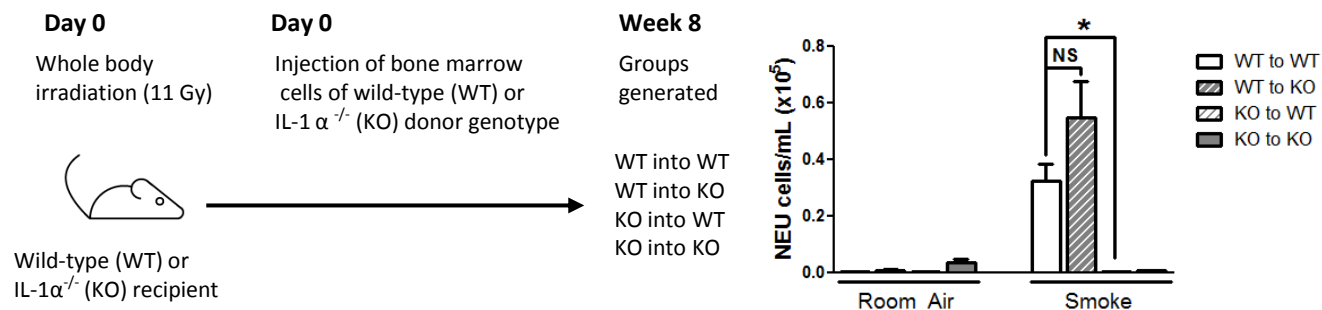 Day 0
Whole body
irradiation (11 Gy)
Wild-type (WT) or
IL-1α-/- (KO) recipient
Day 0
Injection of bone marrow
cells of wild-type (WT) or
IL-1 α -/- (KO) donor genotype
Week 8
Groups
generated
WT into WT
WT into KO
KO into WT
KO into KO
NEU cells/mL (x10⁵)
0.8
0.6
0.4
0.2
0.0
*
NS
Room Air
Smoke
WT to WT
WT to KO
KO to WT
KO to KO